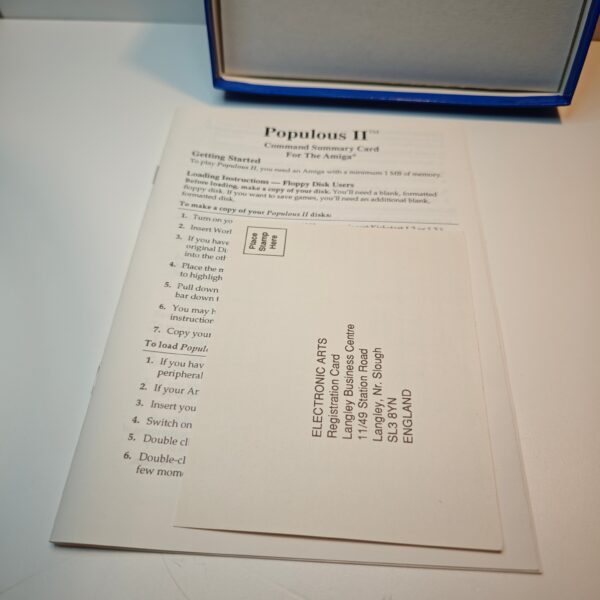 Populous II™
Command Summary Card
For The Amiga®
Getting Started
To play Populous II, you need an Amiga with a minimum 1 MB of memory.
Loading Instructions — Floppy Disk Users
Before loading, make a copy of your disk. You'll need a blank, formatted
floppy disk. If you want to save games, you'll need an additional blank,
formatted disk.
To make a copy of your Populous II disks:
1. Turn on yo
2. Insert Worl
3. If you have
original Di
into the oth
4. Place the m
to highligh
5. Pull down
bar down t
6. You may h
instruction
7. Copy your
To load Popul
1. If you hav
peripheral
2. If your Ar
3. Insert you
4. Switch on
5. Double cl
6. Double-cl
few mom
Place
Stamp
Here
ELECTRONIC ARTS
Registration Card
Langley Business Centre
11/49 Station Road
Langley, Nr. Slough
SL3 8YN
ENGLAND